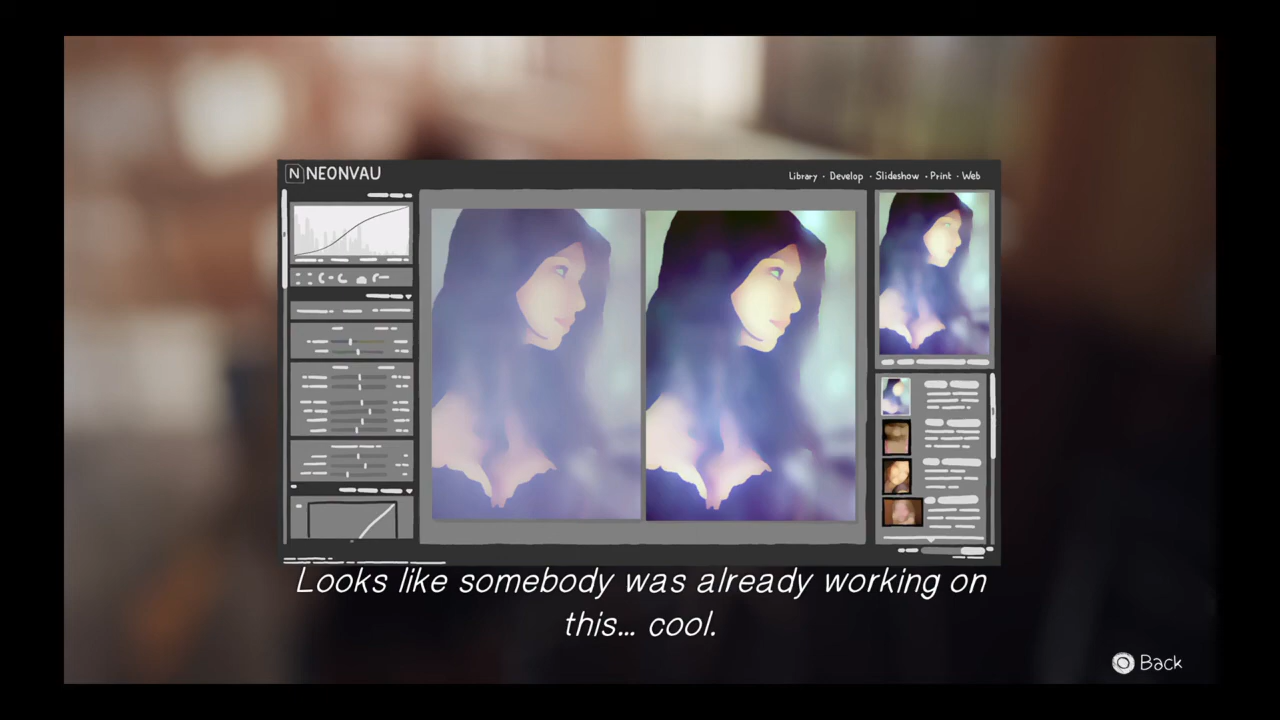 N NEONVAU
Library · Develop · Slideshow · Print · Web
Looks like somebody was already working on
this... cool.
Back